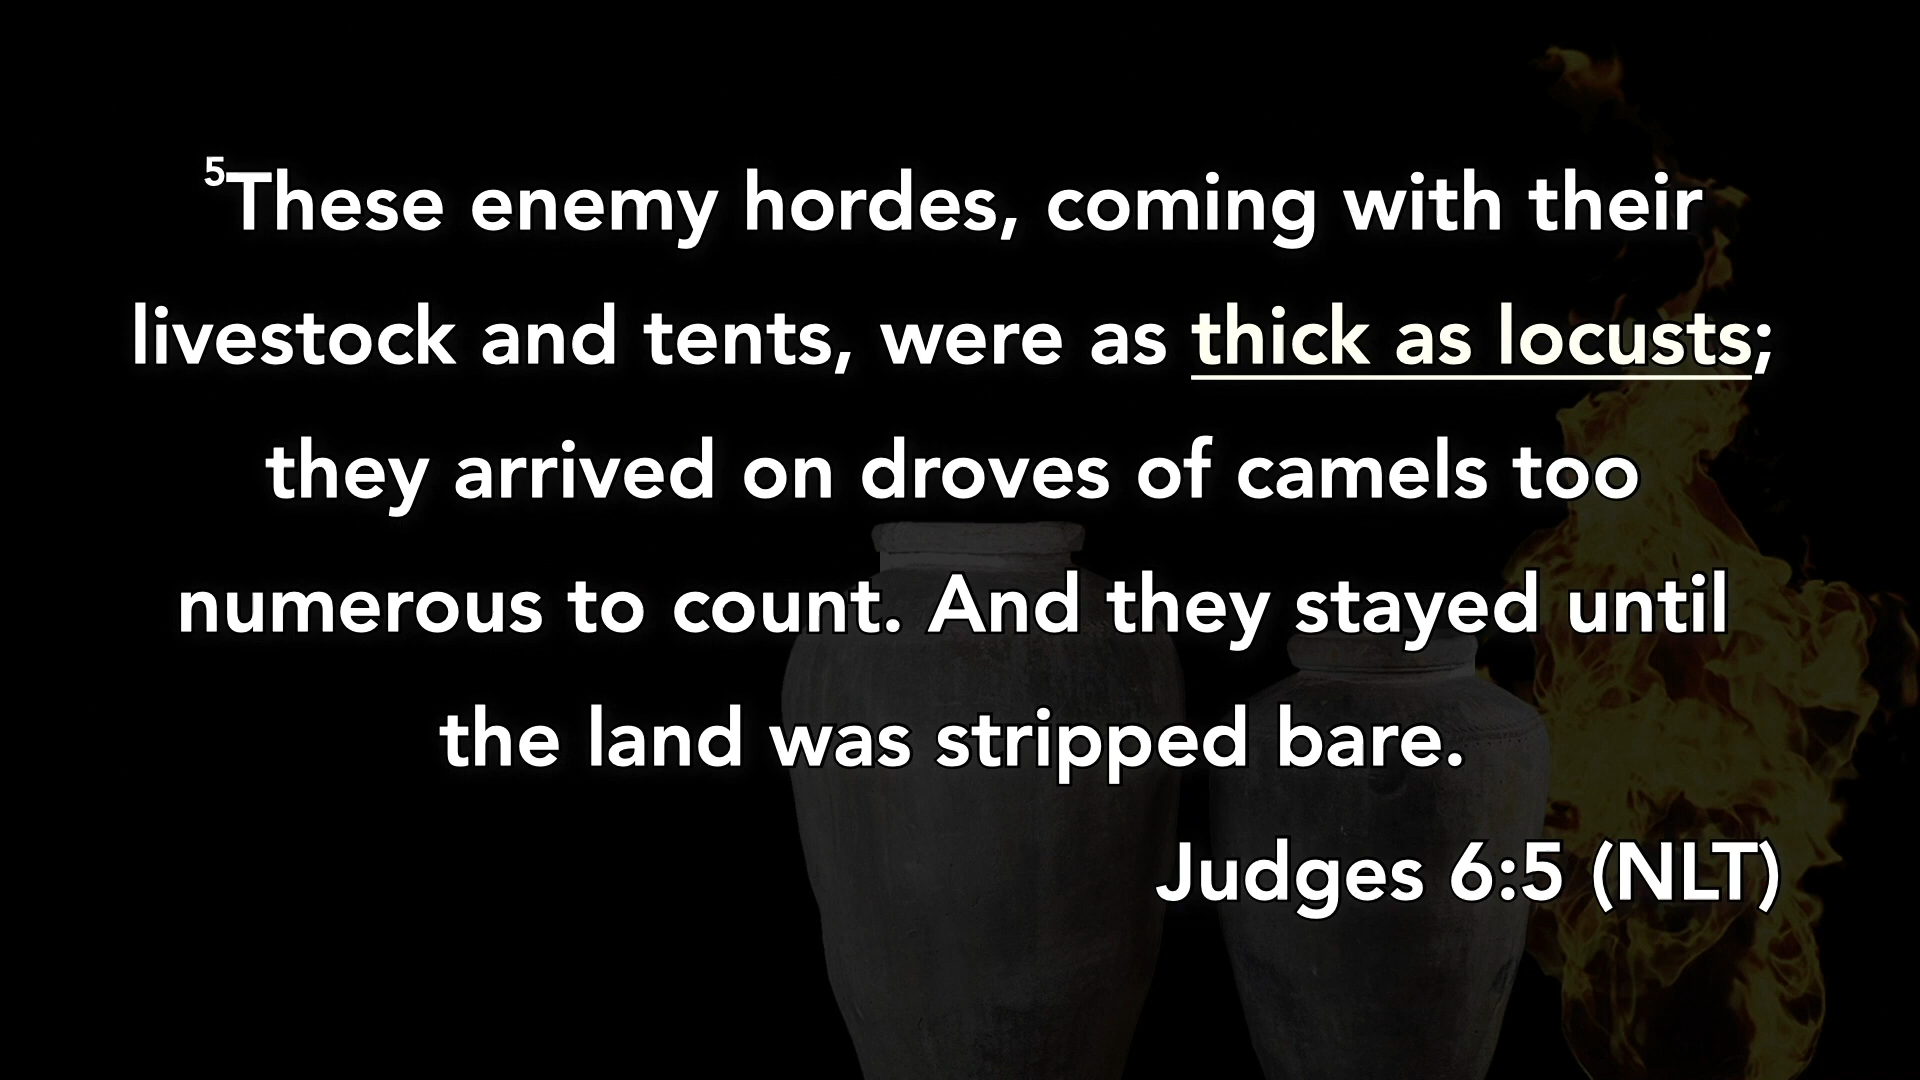 ⁵These enemy hordes, coming with their
livestock and tents, were as thick as locusts;
they arrived on droves of camels too
numerous to count. And they stayed until
the land was stripped bare.
Judges 6:5 (NLT)